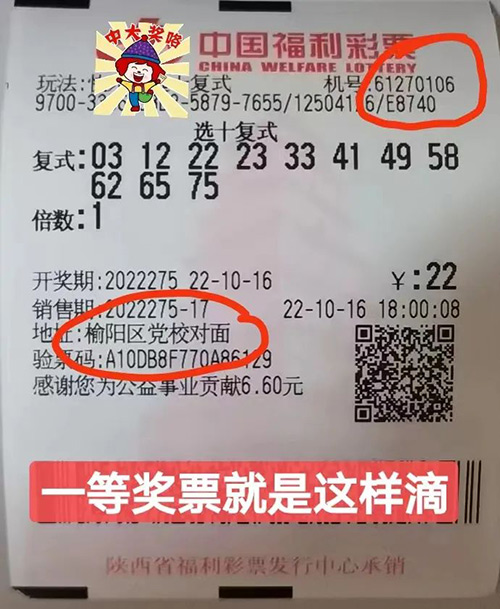 中大奖咯
中国福利彩票
CHINA WELFARE LOTTERY
玩法: 复式 机号:61270106
5879-7655/12504126/E8740
选十复式
复式:03 12 22 23 33 41 49 58
62 65 75
倍数:1
开奖期:2022275 22-10-16 ￥:22
销售期:2022275-17 22-10-16 18:00:08
地址:榆阳区党校对面
验票码:A10DB8F770A86129
感谢您为公益事业贡献6.60元
一等奖票就是这样滴
陕西省福利彩票发行中心承销